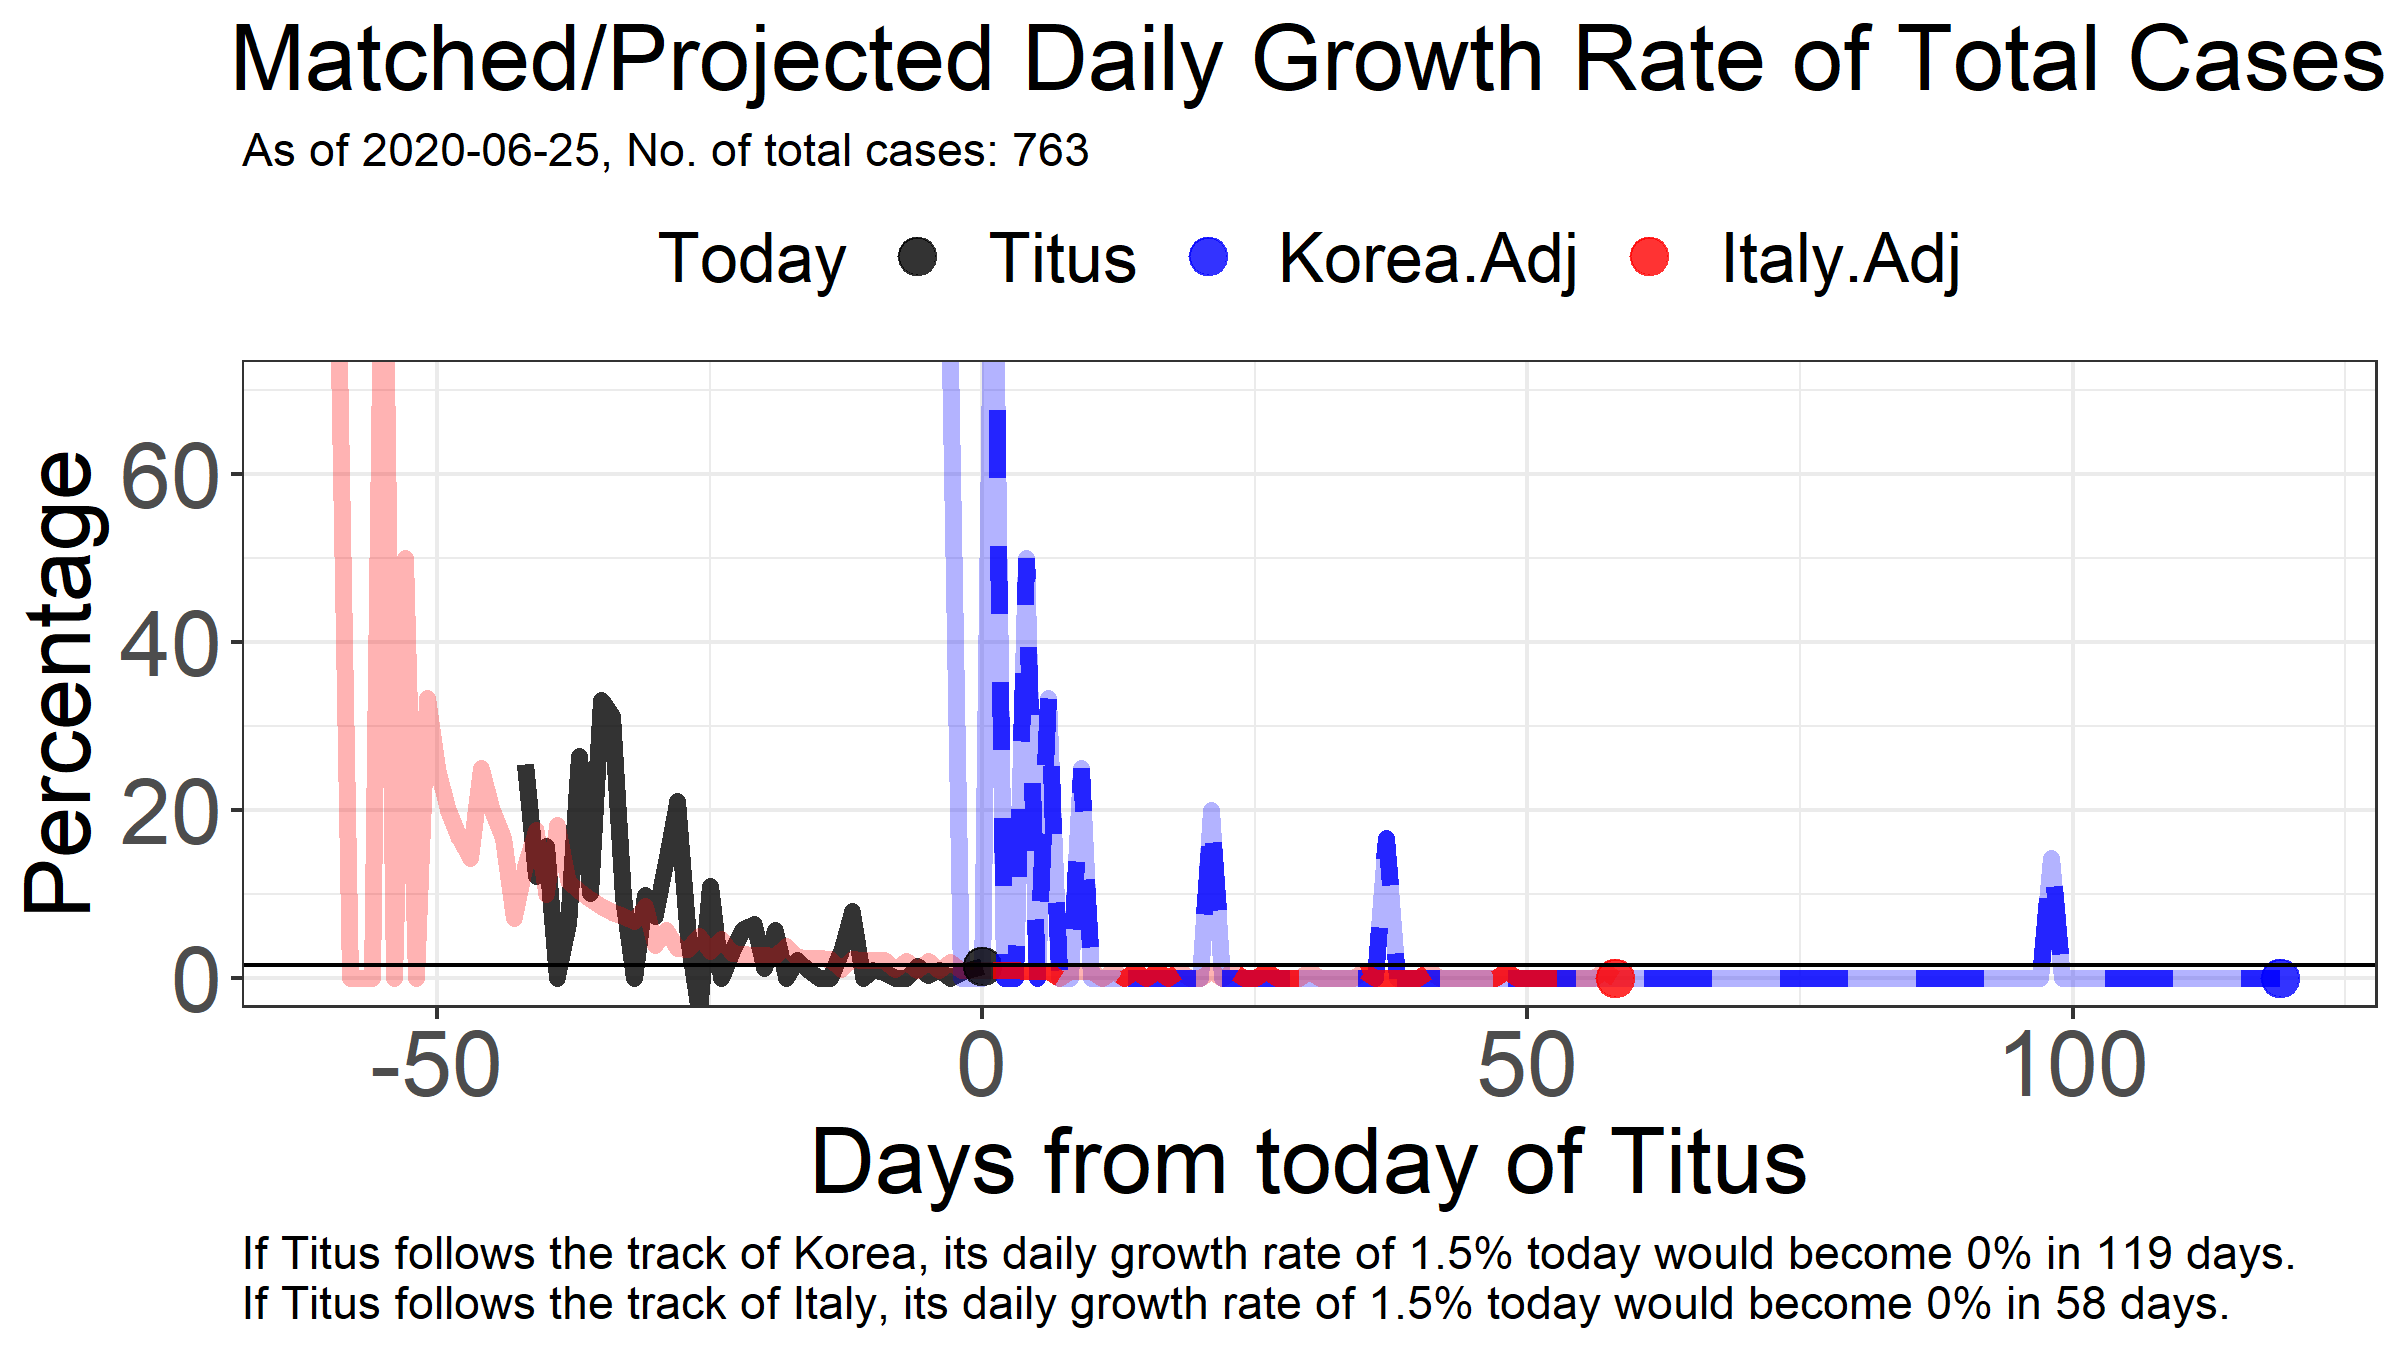 Matched/Projected Daily Growth Rate of Total Cases
As of 2020-06-25, No. of total cases: 763
Today Titus Korea.Adj Italy.Adj
Percentage
60
40
20
0
-50 0 50 100
Days from today of Titus
If Titus follows the track of Korea, its daily growth rate of 1.5% today would become 0% in 119 days.
If Titus follows the track of Italy, its daily growth rate of 1.5% today would become 0% in 58 days.